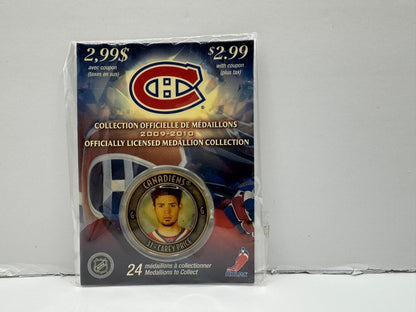 2,99$
avec coupon
(taxes en sus)
$2.99
with coupon
(plus tax)
COLLECTION OFFICIELLE DE MÉDAILLONS
2009-2010
OFFICIALLY LICENSED MEDALLION COLLECTION
CANADIENS
31 • CAREY PRICE
24 médaillons à collectionner
Medallions to Collect